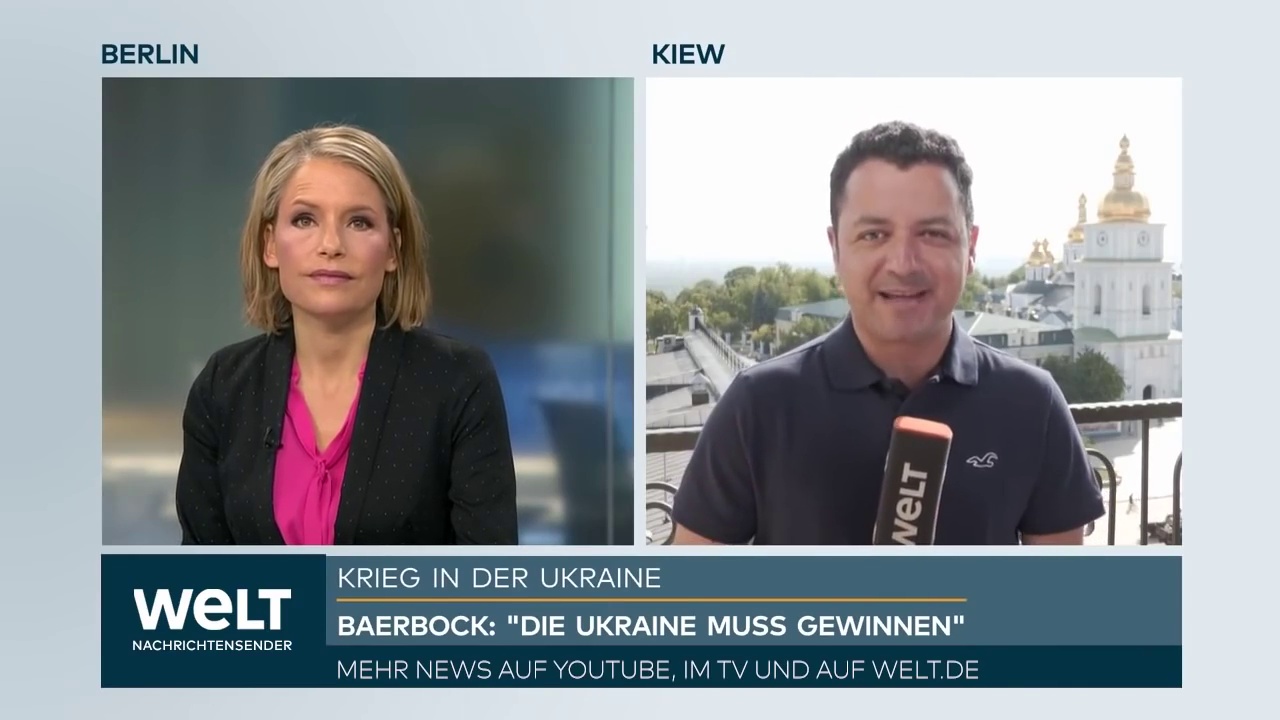 BERLIN
KIEW
WELT
WELT
NACHRICHTENSENDER
KRIEG IN DER UKRAINE
BAERBOCK: "DIE UKRAINE MUSS GEWINNEN"
MEHR NEWS AUF YOUTUBE, IM TV UND AUF WELT.DE